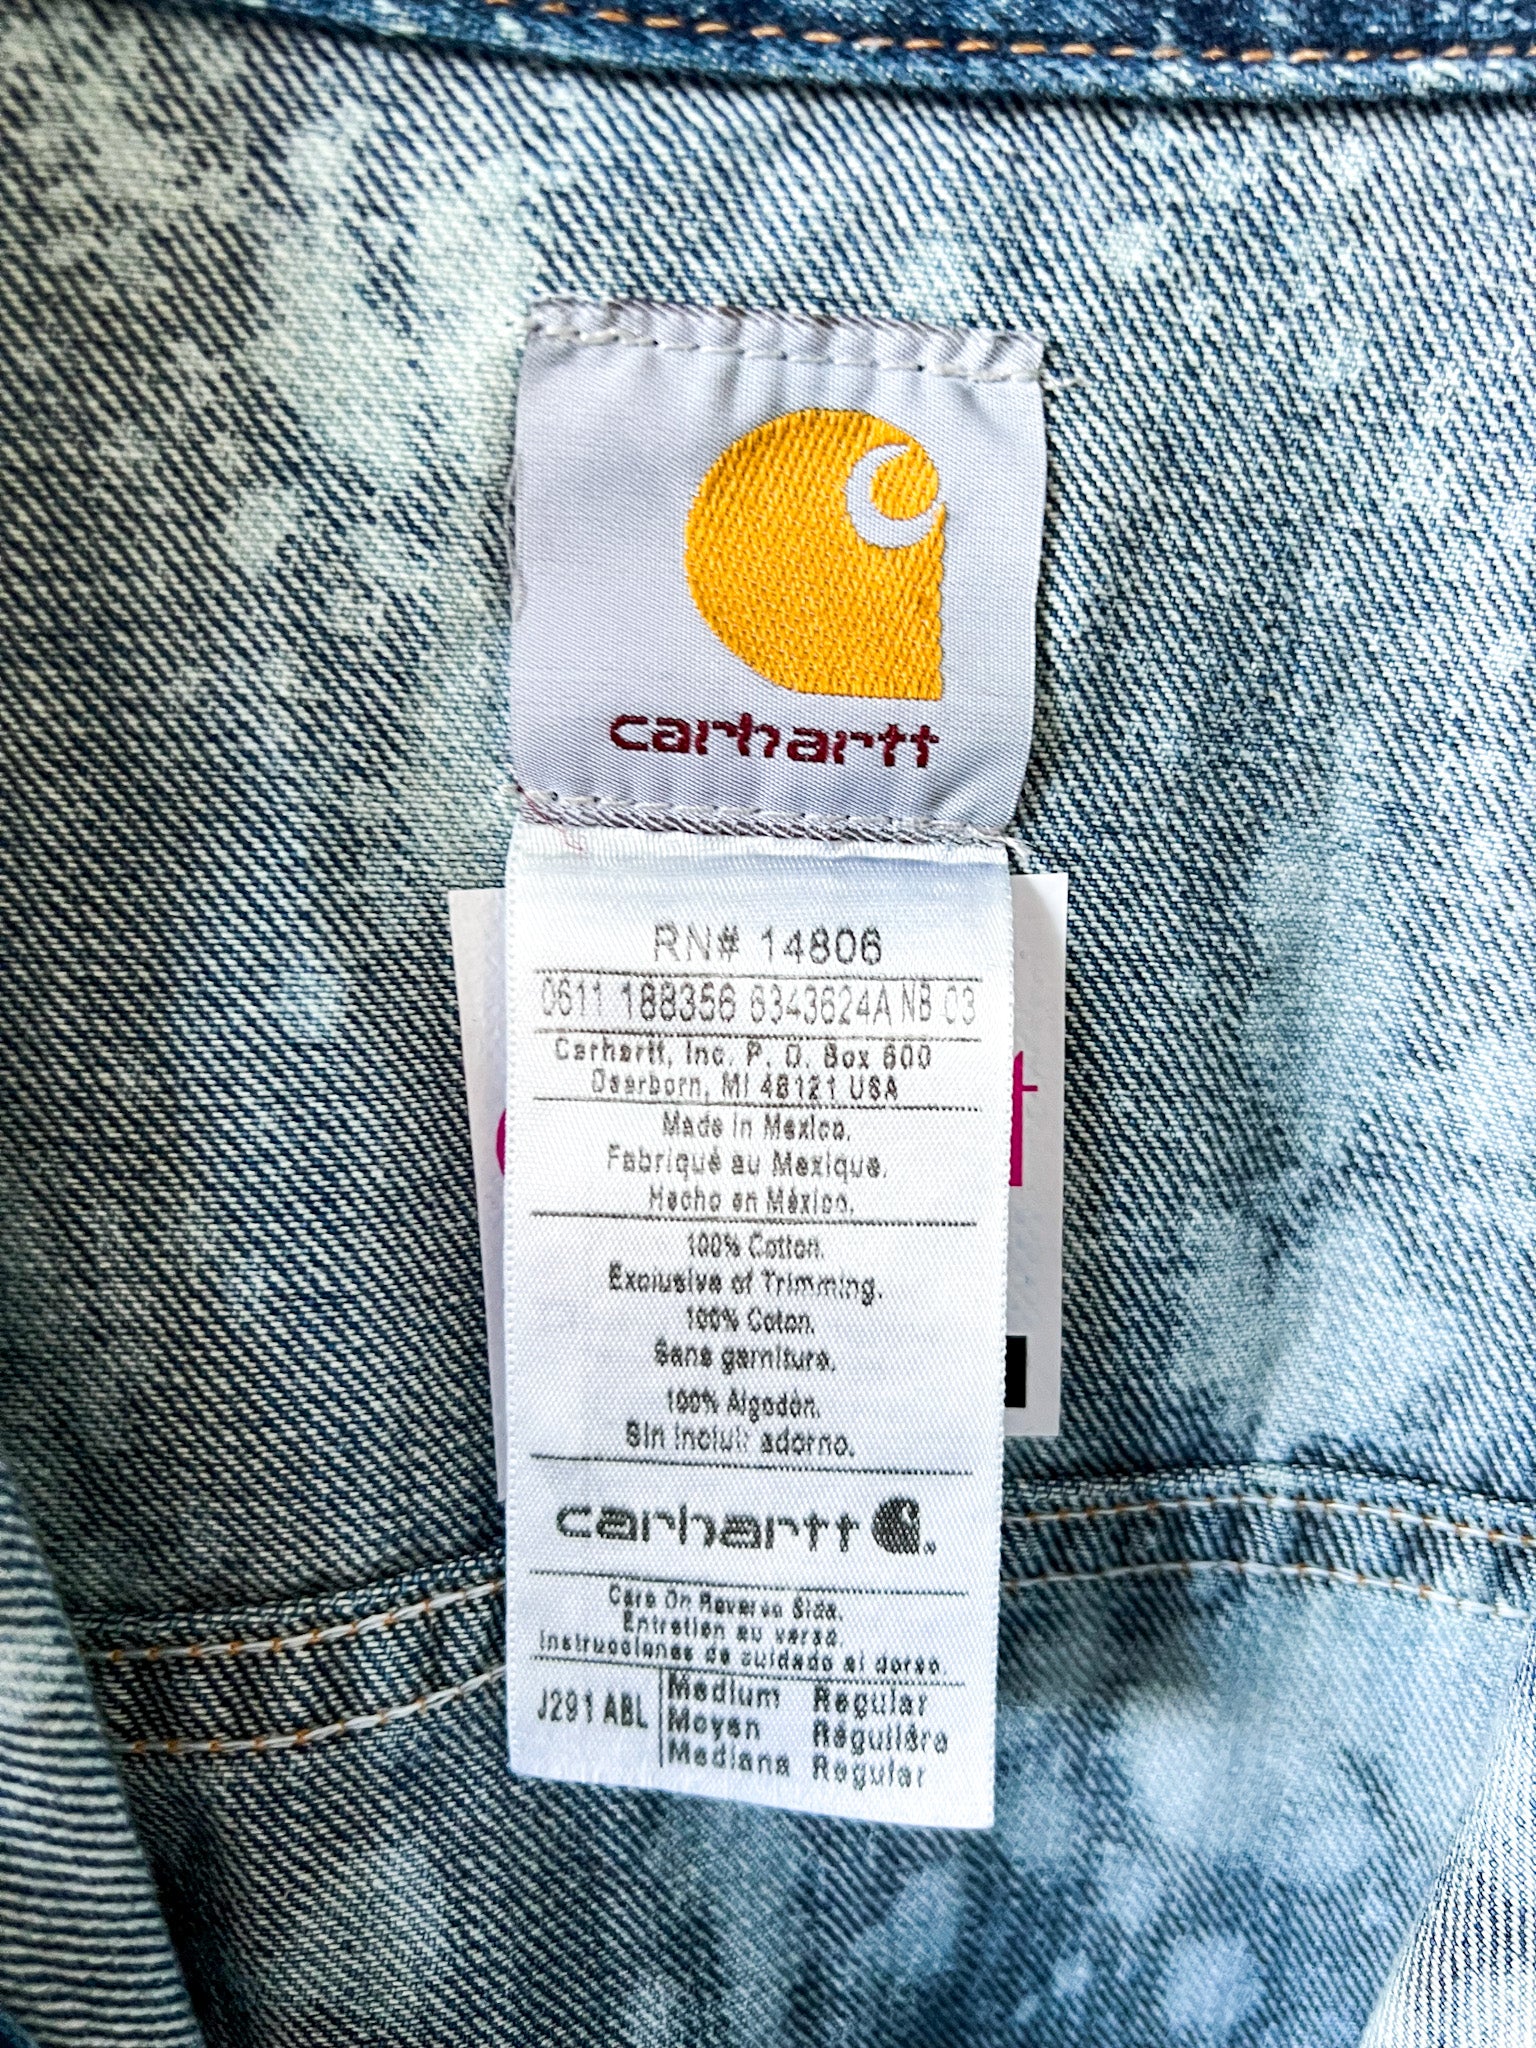 carhartt
RN# 14806
0611 188356 6343624A NB 03
Carhartt, Inc. P. O. Box 600
Dearborn, MI 48121 USA
Made in Mexico.
Fabriqué au Mexique.
Hecho en México.
100% Cotton.
Exclusive of Trimming.
100% Coton.
Sans garniture.
100% Algodón.
Sin incluir adorno.
carhartt
Care On Reverse Side.
Entretien au verso.
Instrucciones de cuidado al dorso.
J291 ABL
Medium Regular
Moyen Régulière
Mediana Regular